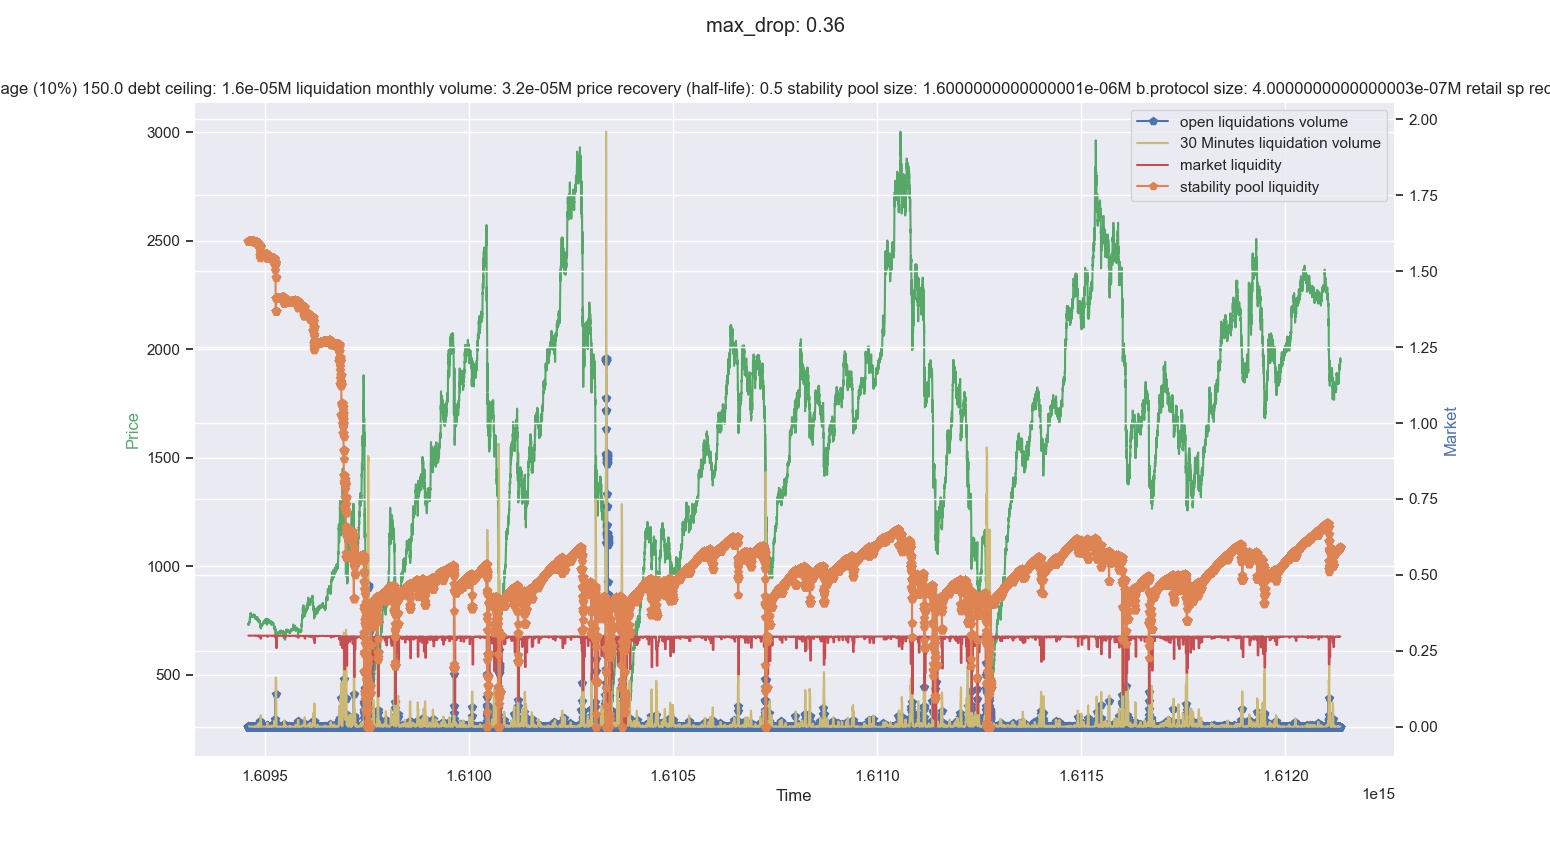 max_drop: 0.36
age (10%) 150.0 debt ceiling: 1.6e-05M liquidation monthly volume: 3.2e-05M price recovery (half-life): 0.5 stability pool size: 1.6000000000000001e-06M b.protocol size: 4.0000000000000003e-07M retail sp rec
open liquidations volume
30 Minutes liquidation volume
market liquidity
stability pool liquidity
3000
2500
2000
1500
1000
500
Price
2.00
1.75
1.50
1.25
1.00
0.75
0.50
0.25
0.00
Market
1.6095
1.6100
1.6105
1.6110
1.6115
1.6120
1e15
Time